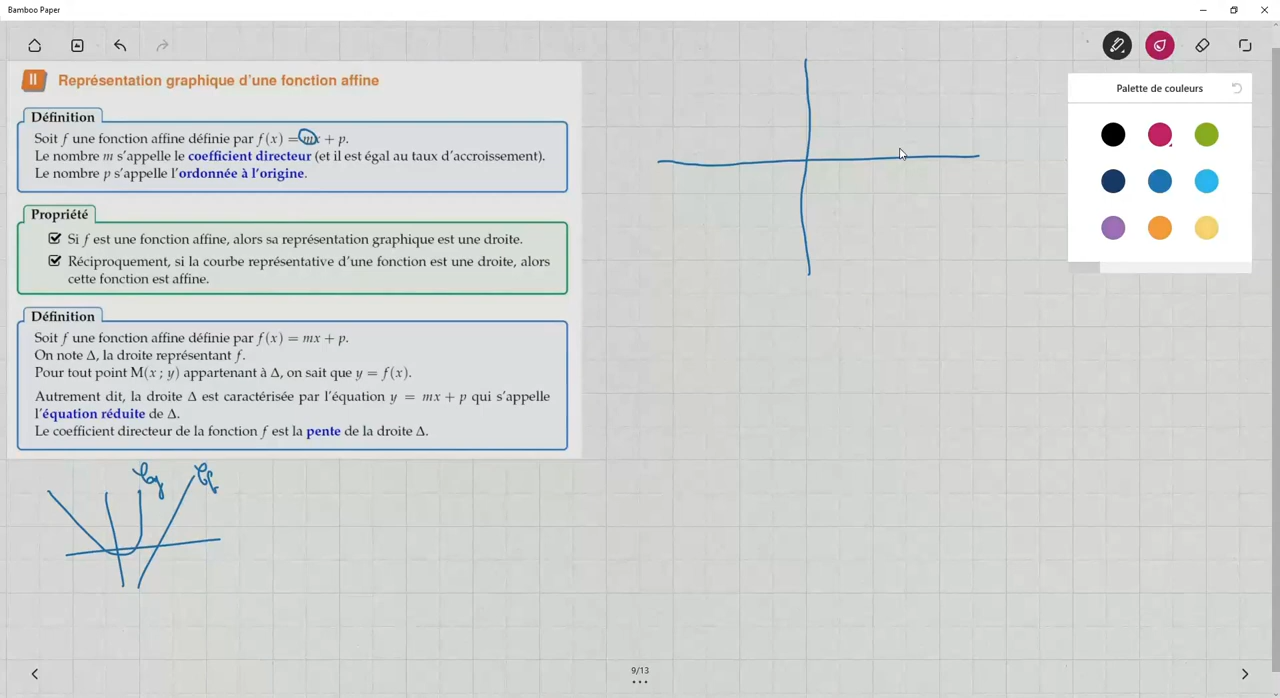 Bamboo Paper
II Représentation graphique d'une fonction affine
Définition
Soit f une fonction affine définie par f(x) = mx + p.
Le nombre m s'appelle le coefficient directeur (et il est égal au taux d'accroissement).
Le nombre p s'appelle l'ordonnée à l'origine.
Propriété
Si f est une fonction affine, alors sa représentation graphique est une droite.
Réciproquement, si la courbe représentative d'une fonction est une droite, alors
cette fonction est affine.
Définition
Soit f une fonction affine définie par f(x) = mx + p.
On note Δ, la droite représentant f.
Pour tout point M(x ; y) appartenant à Δ, on sait que y = f(x).
Autrement dit, la droite Δ est caractérisée par l'équation y = mx + p qui s'appelle
l'équation réduite de Δ.
Le coefficient directeur de la fonction f est la pente de la droite Δ.
Palette de couleurs
9/13